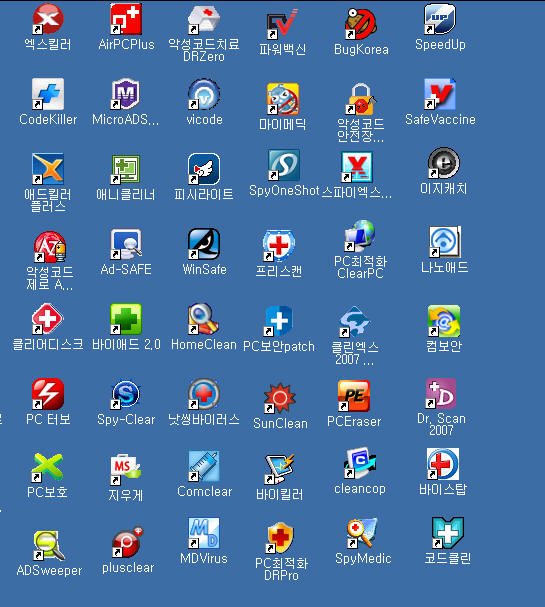 엑스킬러
AirPCPlus
악성코드치료
DRZero
파워백신
BugKorea
SpeedUp
CodeKiller
MicroADS...
vicode
마이메딕
악성코드
안전장...
SafeVaccine
애드킬러
플러스
애니클리너
피시라이트
SpyOneShot
스파이엑스...
이지캐치
악성코드
제로 A...
Ad-SAFE
WinSafe
프리스캔
PC최적화
ClearPC
나노애드
클리어디스크
바이애드 2.0
HomeClean
PC보안patch
클린엑스
2007 ...
컴보안
PC 터보
Spy-Clear
낫씽바이러스
SunClean
PCEraser
Dr. Scan
2007
PC보호
지우게
Comclear
바이킬러
cleancop
바이스탑
ADSweeper
plusclear
MDVirus
PC최적화
DRPro
SpyMedic
코드클린